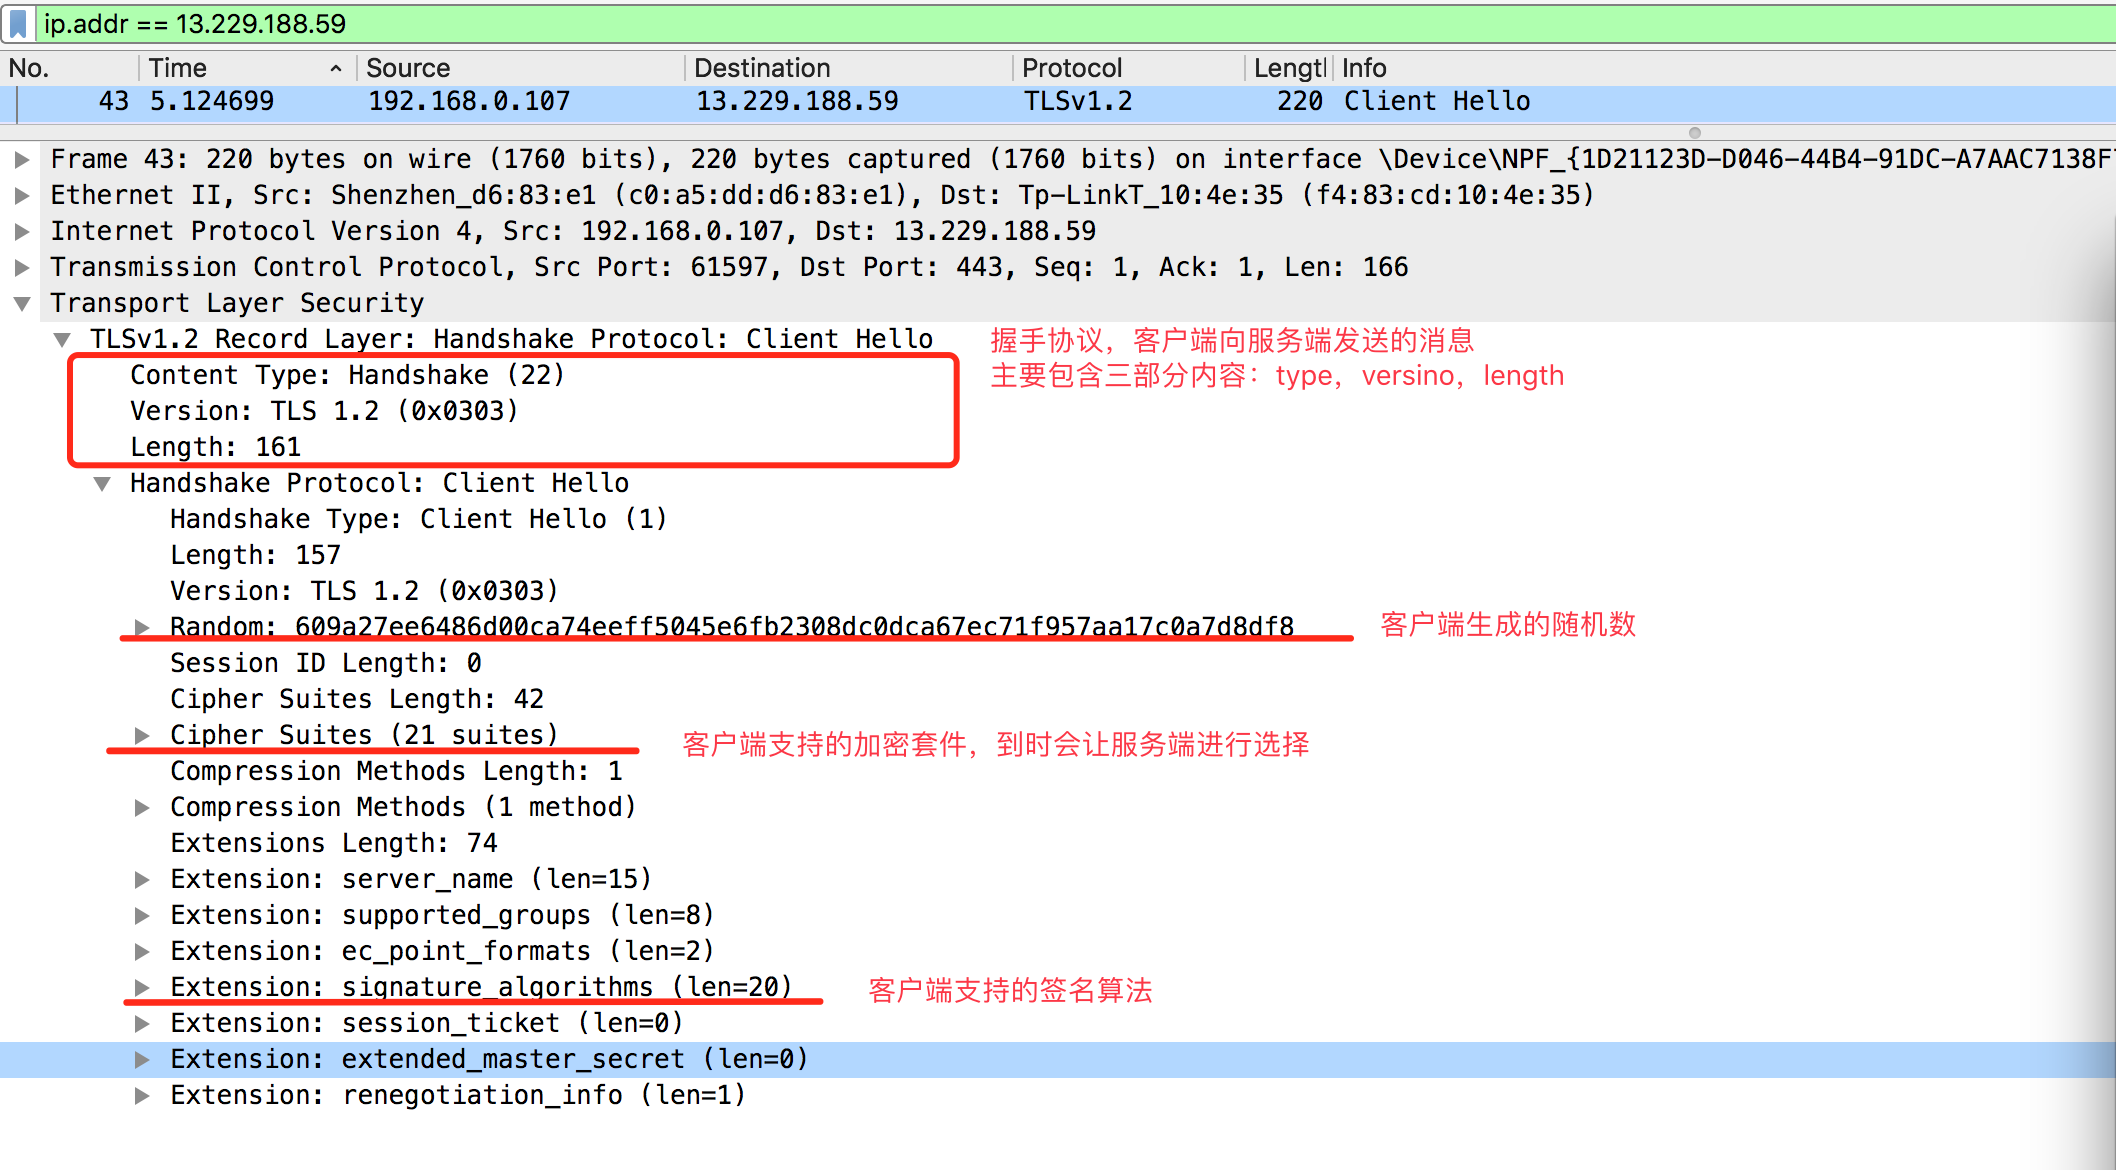 ip.addr == 13.229.188.59
No. Time Source Destination Protocol Lengtl Info
43 5.124699 192.168.0.107 13.229.188.59 TLSv1.2 220 Client Hello
Frame 43: 220 bytes on wire (1760 bits), 220 bytes captured (1760 bits) on interface \Device\NPF_{1D21123D-D046-44B4-91DC-A7AAC7138F
Ethernet II, Src: Shenzhen_d6:83:e1 (c0:a5:dd:d6:83:e1), Dst: Tp-LinkT_10:4e:35 (f4:83:cd:10:4e:35)
Internet Protocol Version 4, Src: 192.168.0.107, Dst: 13.229.188.59
Transmission Control Protocol, Src Port: 61597, Dst Port: 443, Seq: 1, Ack: 1, Len: 166
Transport Layer Security
TLSv1.2 Record Layer: Handshake Protocol: Client Hello 握手协议，客户端向服务端发送的消息
Content Type: Handshake (22) 主要包含三部分内容：type，versino，length
Version: TLS 1.2 (0x0303)
Length: 161
Handshake Protocol: Client Hello
Handshake Type: Client Hello (1)
Length: 157
Version: TLS 1.2 (0x0303)
Random: 609a27ee6486d00ca74eeff5045e6fb2308dc0dca67ec71f957aa17c0a7d8df8 客户端生成的随机数
Session ID Length: 0
Cipher Suites Length: 42
Cipher Suites (21 suites) 客户端支持的加密套件，到时会让服务端进行选择
Compression Methods Length: 1
Compression Methods (1 method)
Extensions Length: 74
Extension: server_name (len=15)
Extension: supported_groups (len=8)
Extension: ec_point_formats (len=2)
Extension: signature_algorithms (len=20) 客户端支持的签名算法
Extension: session_ticket (len=0)
Extension: extended_master_secret (len=0)
Extension: renegotiation_info (len=1)